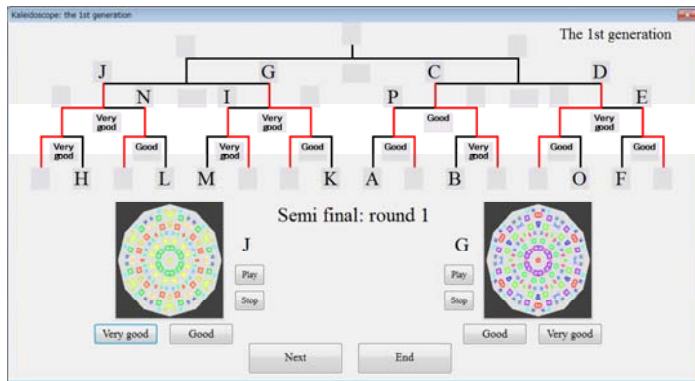 Kaleidoscope: the 1st generation
The 1st generation
J G C D
N I P E
Very good Very good Good Very good
Very good Good Very good Good Good Very good Good Good
H L M K A B O F
Semi final: round 1
J G
Play Play
Stop Stop
Very good Good Good Very good
Next End